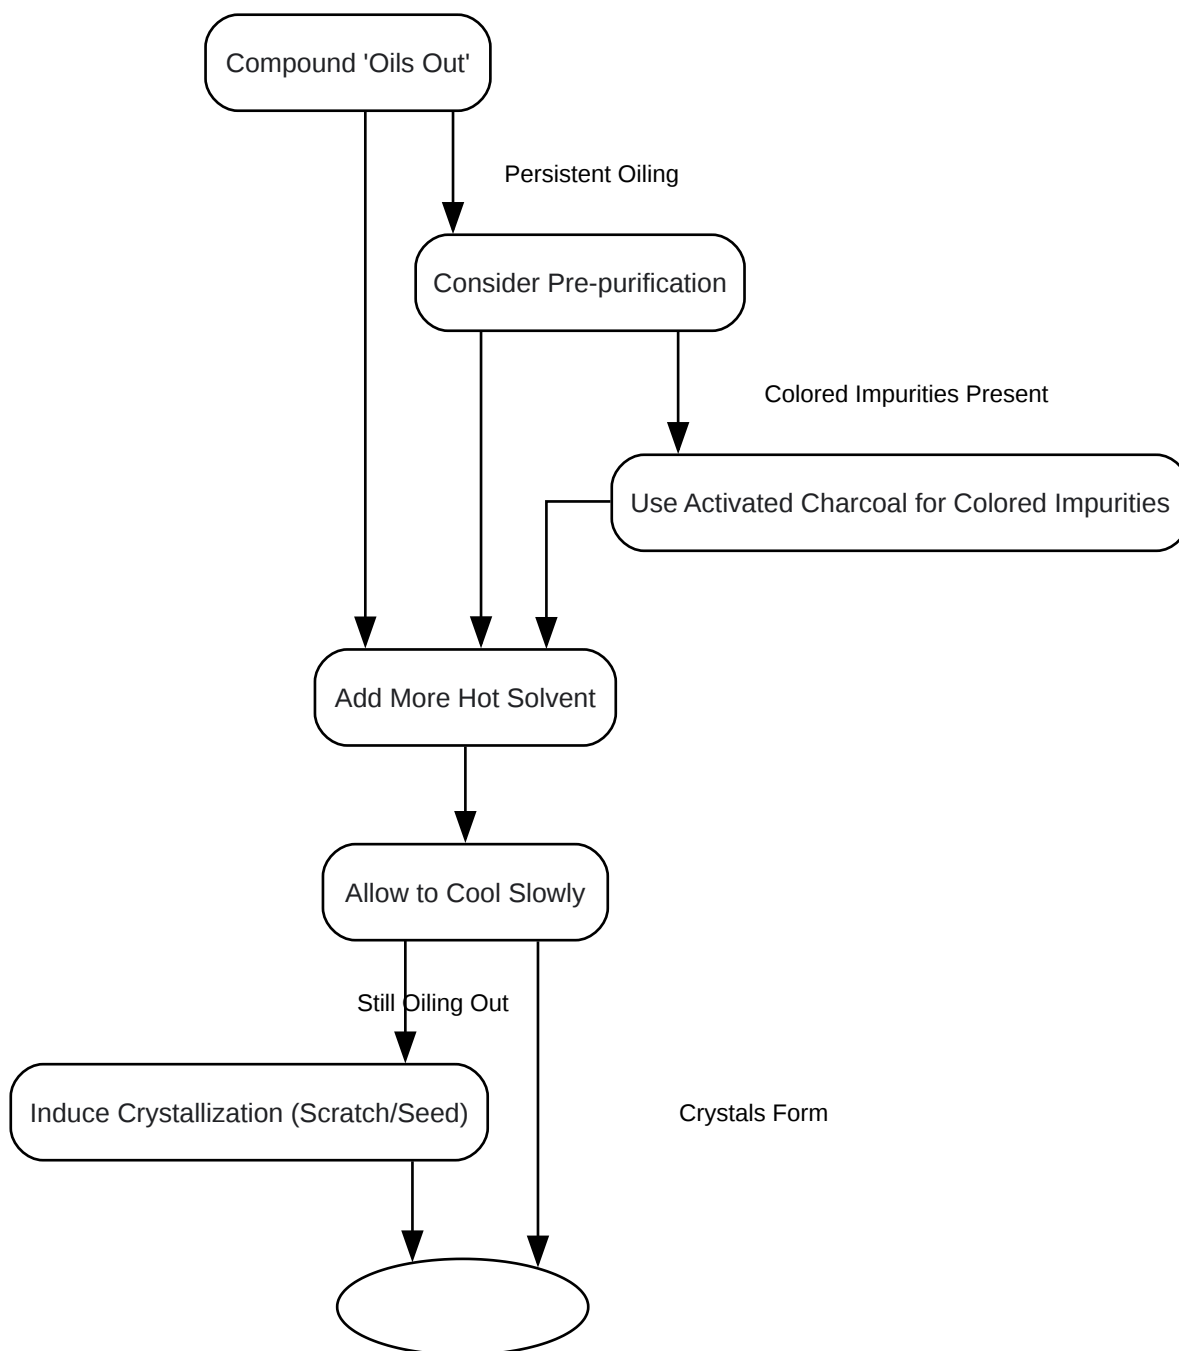 Compound 'Oils Out'
Persistent Oiling
Consider Pre-purification
Colored Impurities Present
Use Activated Charcoal for Colored Impurities
Add More Hot Solvent
Allow to Cool Slowly
Still Oiling Out
Induce Crystallization (Scratch/Seed)
Crystals Form